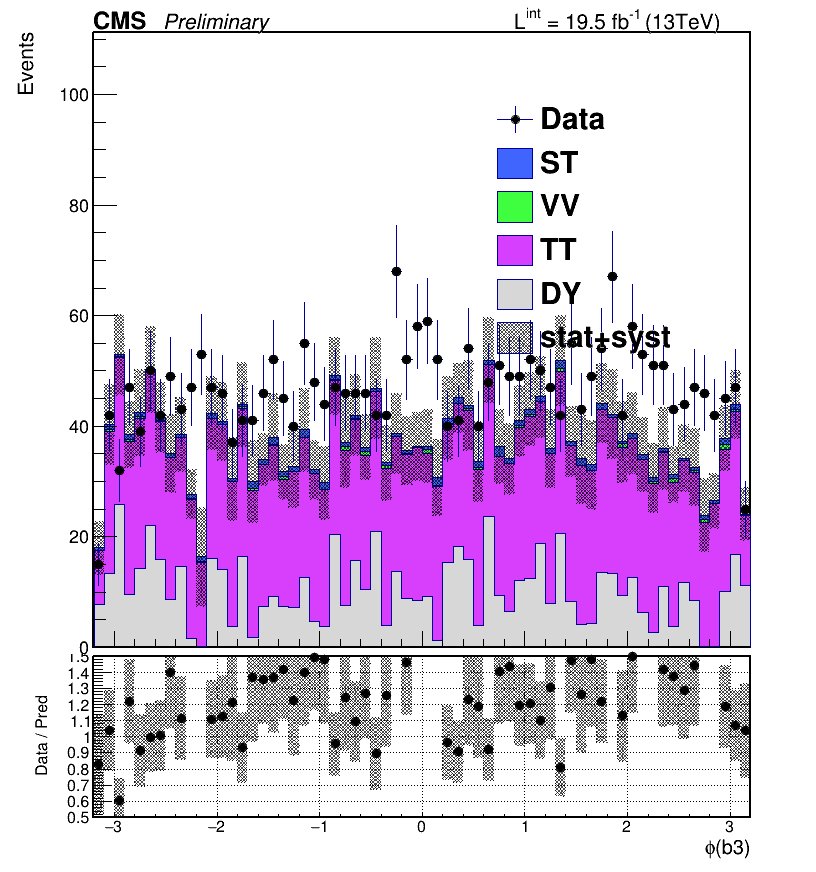 CMS Preliminary L^int = 19.5 fb^-1 (13TeV)
Events
100
80
60
40
20
0
Data
ST
VV
TT
DY
stat+syst
Data / Pred
1.5
1.4
1.3
1.2
1.1
1
0.9
0.8
0.7
0.6
0.5
−3 −2 −1 0 1 2 3
ϕ(b3)